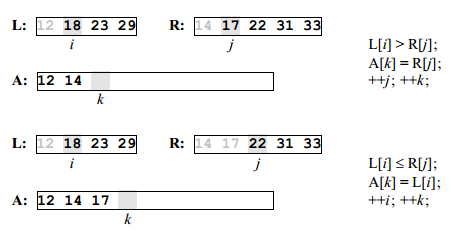 L: 12 18 23 29 R: 14 17 22 31 33
i j
L[i] > R[j];
A[k] = R[j];
++j; ++k;
A: 12 14
k
L: 12 18 23 29 R: 14 17 22 31 33
i j
L[i] ≤ R[j];
A[k] = L[i];
++i; ++k;
A: 12 14 17
k